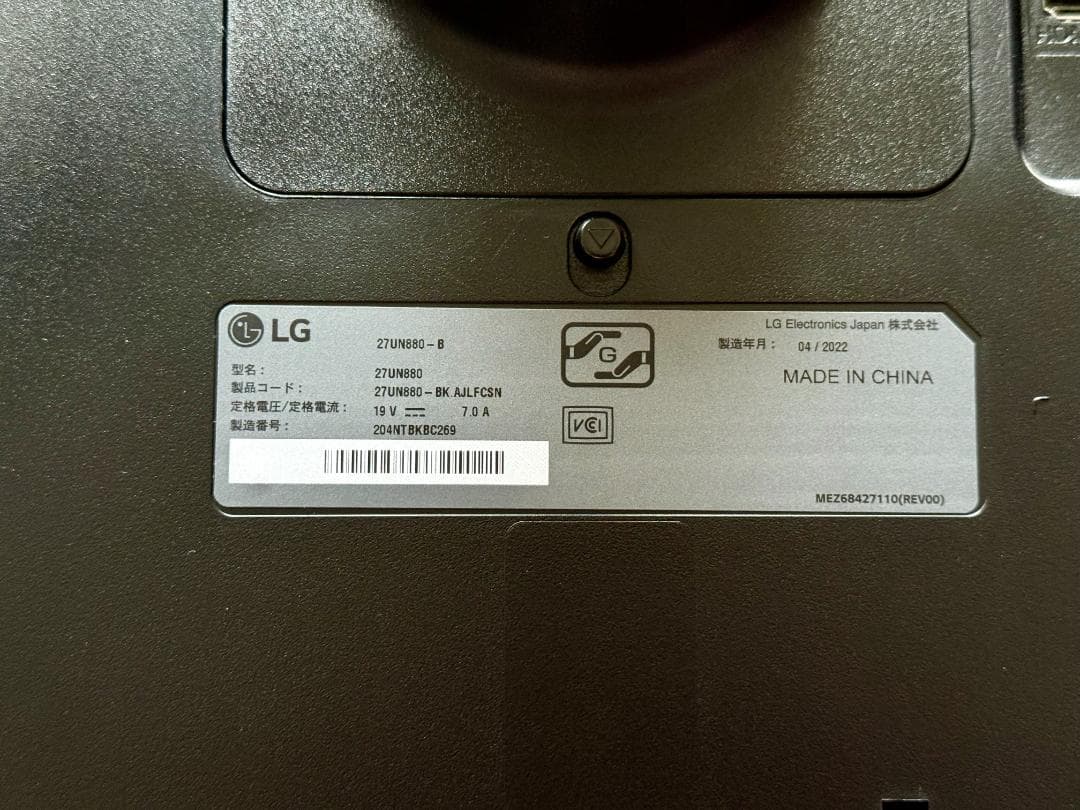 LG
27UN880-B
型名： 27UN880
製品コード： 27UN880-BK.AJLFCSN
定格電圧/定格電流： 19 V 7.0 A
製造番号： 204NTBKBC269
G
VCI
LG Electronics Japan 株式会社
製造年月： 04 / 2022
MADE IN CHINA
MEZ68427110(REV00)